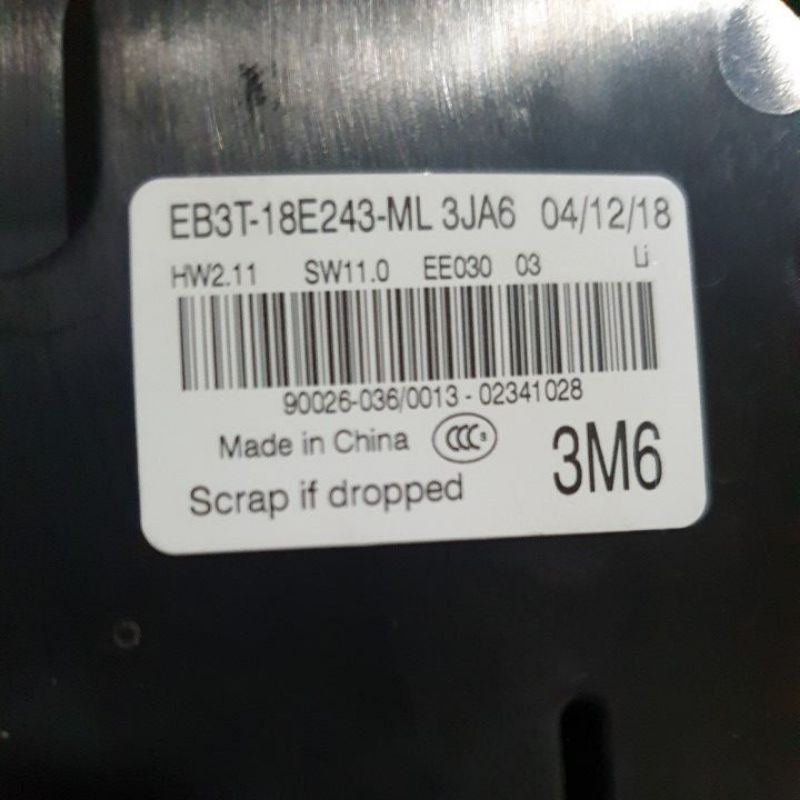 EB3T-18E243-ML 3JA6 04/12/18
HW2.11 SW11.0 EE030 03 Li
90026-036/0013 - 02341028
Made in China CCC S
3M6
Scrap if dropped